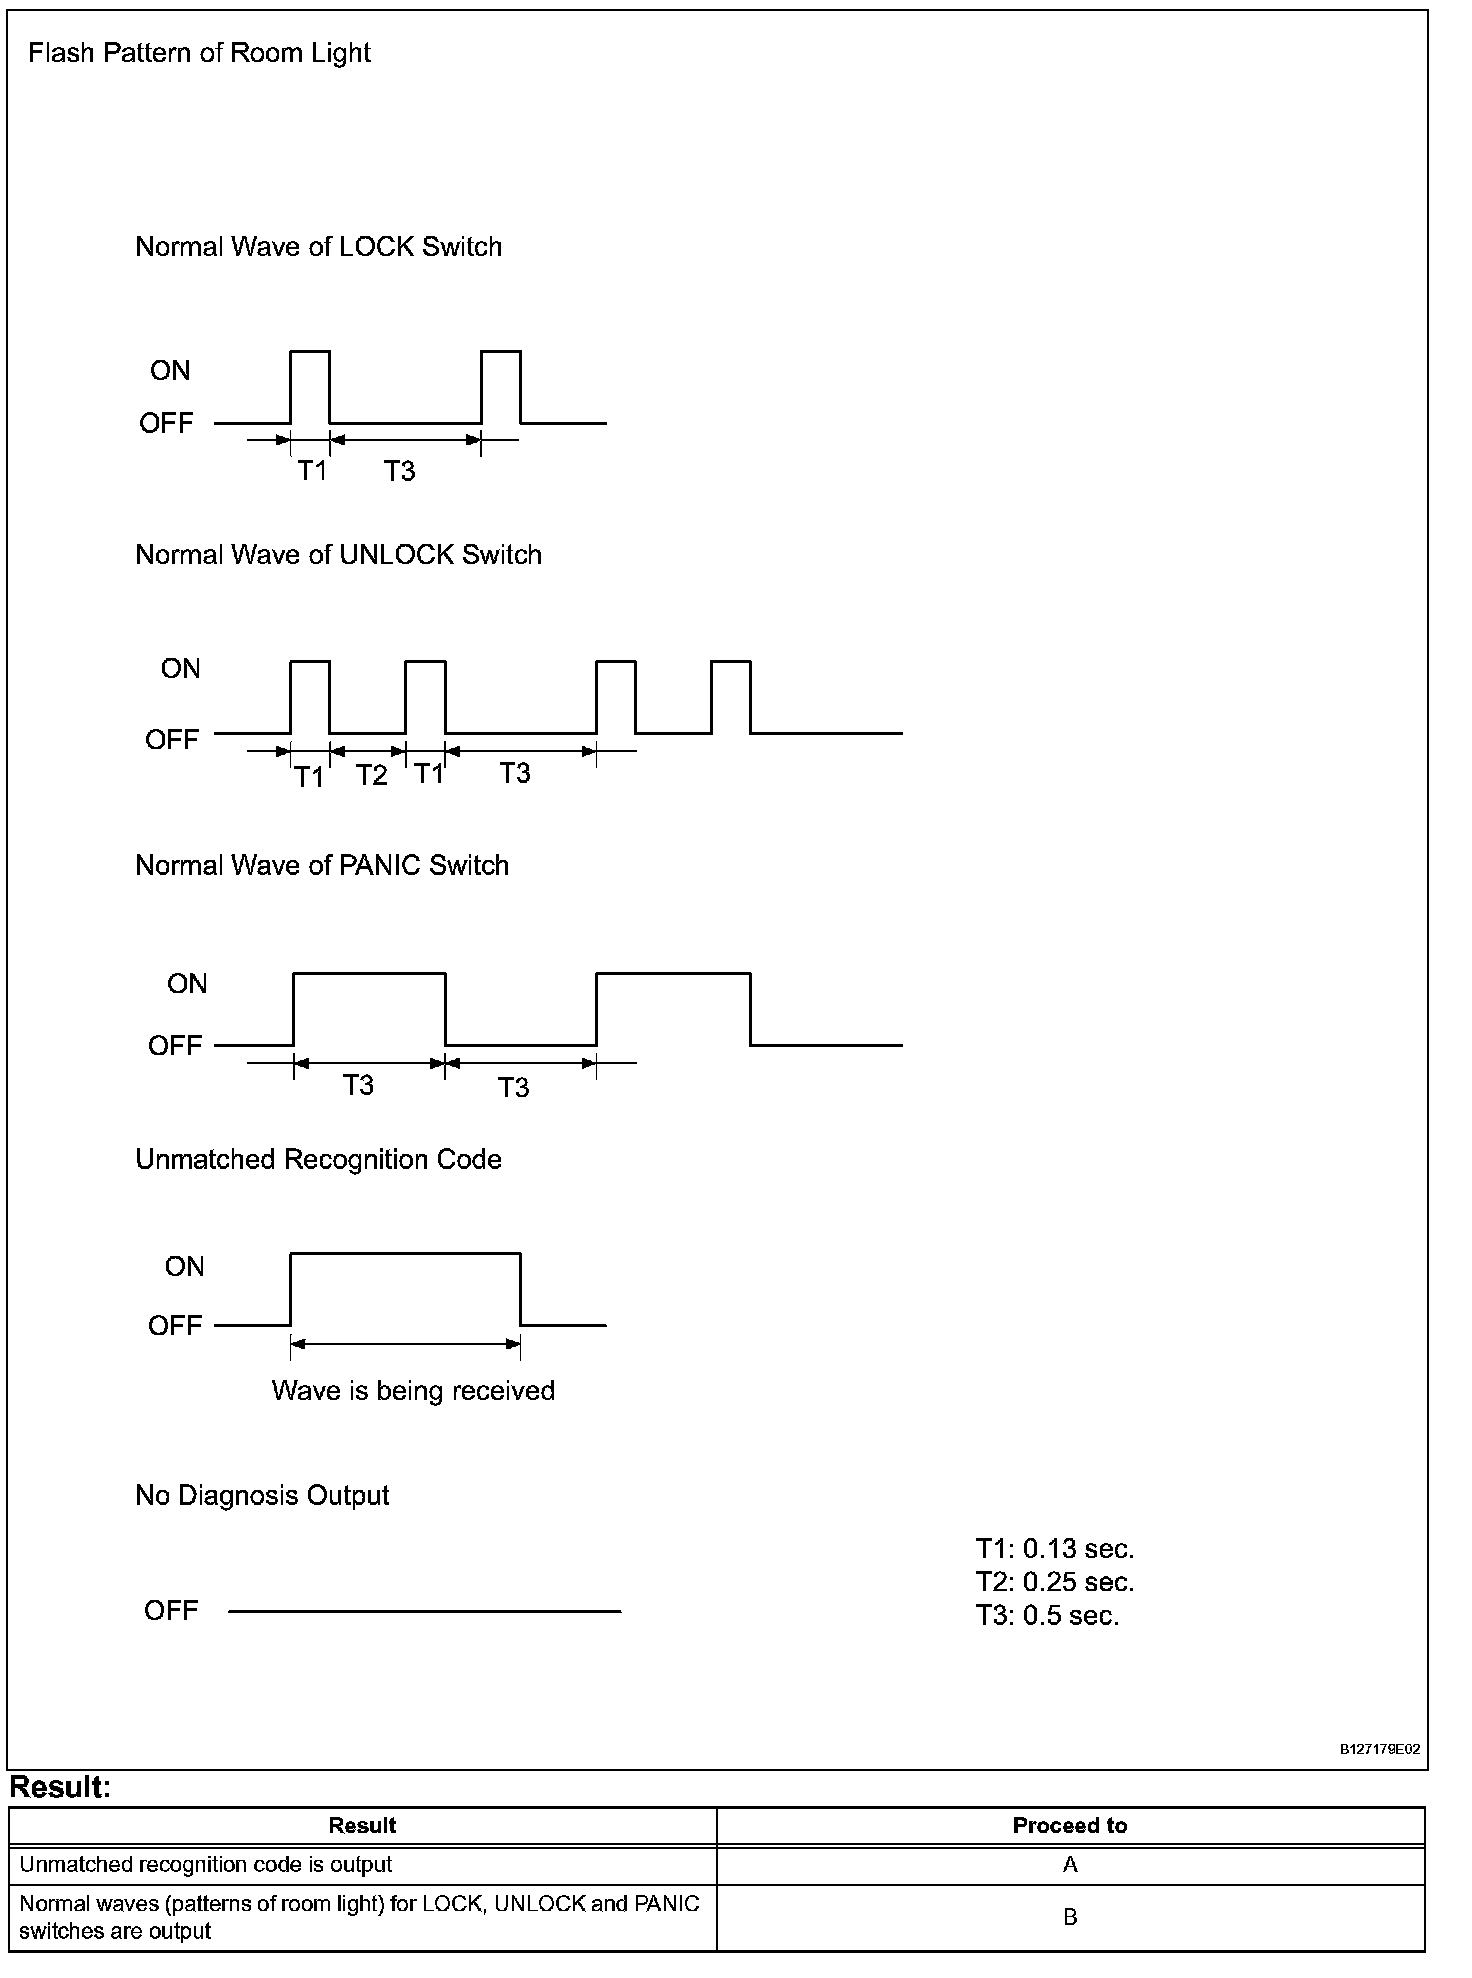 Flash Pattern of Room Light
Normal Wave of LOCK Switch
ON
OFF
T1 T3
Normal Wave of UNLOCK Switch
ON
OFF
T1 T2 T1 T3
Normal Wave of PANIC Switch
ON
OFF
T3 T3
Unmatched Recognition Code
ON
OFF
Wave is being received
No Diagnosis Output
OFF
T1: 0.13 sec.
T2: 0.25 sec.
T3: 0.5 sec.
B127179E02
Result:
Result Proceed to
Unmatched recognition code is output A
Normal waves (patterns of room light) for LOCK, UNLOCK and PANIC
switches are output B